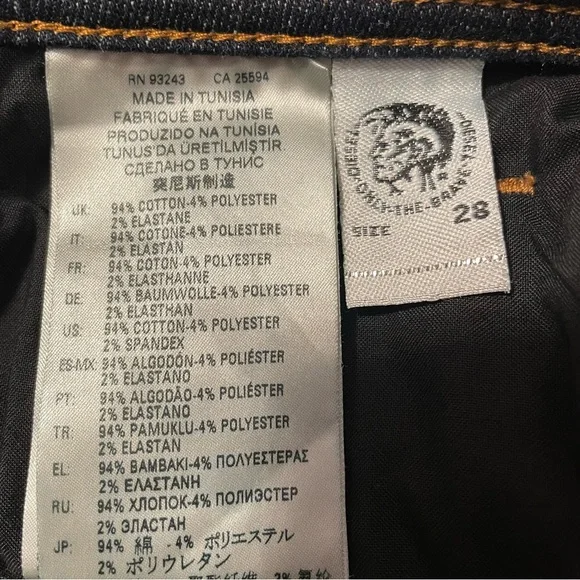 RN 93243 CA 25594
MADE IN TUNISIA
FABRIQUÉ EN TUNISIE
PRODUZIDO NA TUNÍSIA
TUNUS'DA ÜRETİLMİŞTİR
СДЕЛАНО В ТУНИС
突尼斯制造
UK: 94% COTTON-4% POLYESTER
2% ELASTANE
IT: 94% COTONE-4% POLIESTERE
2% ELASTAN
FR: 94% COTON-4% POLYESTER
2% ELASTHANNE
DE: 94% BAUMWOLLE-4% POLYESTER
2% ELASTHAN
US: 94% COTTON-4% POLYESTER
2% SPANDEX
ES-MX: 94% ALGODÓN-4% POLIÉSTER
2% ELASTANO
PT: 94% ALGODÃO-4% POLIÉSTER
2% ELASTANO
TR: 94% PAMUKLU-4% POLYESTER
2% ELASTAN
EL: 94% ΒΑΜΒΑΚΙ-4% ΠΟΛΥΕΣΤΕΡΑΣ
2% ΕΛΑΣΤΑΝΗ
RU: 94% ХЛОПОК-4% ПОЛИЭСТЕР
2% ЭЛАСТАН
JP: 94% 綿 - 4% ポリエステル
2% ポリウレタン
DIESEL
DIESEL
ONLY-THE-BRAVE
SIZE 28